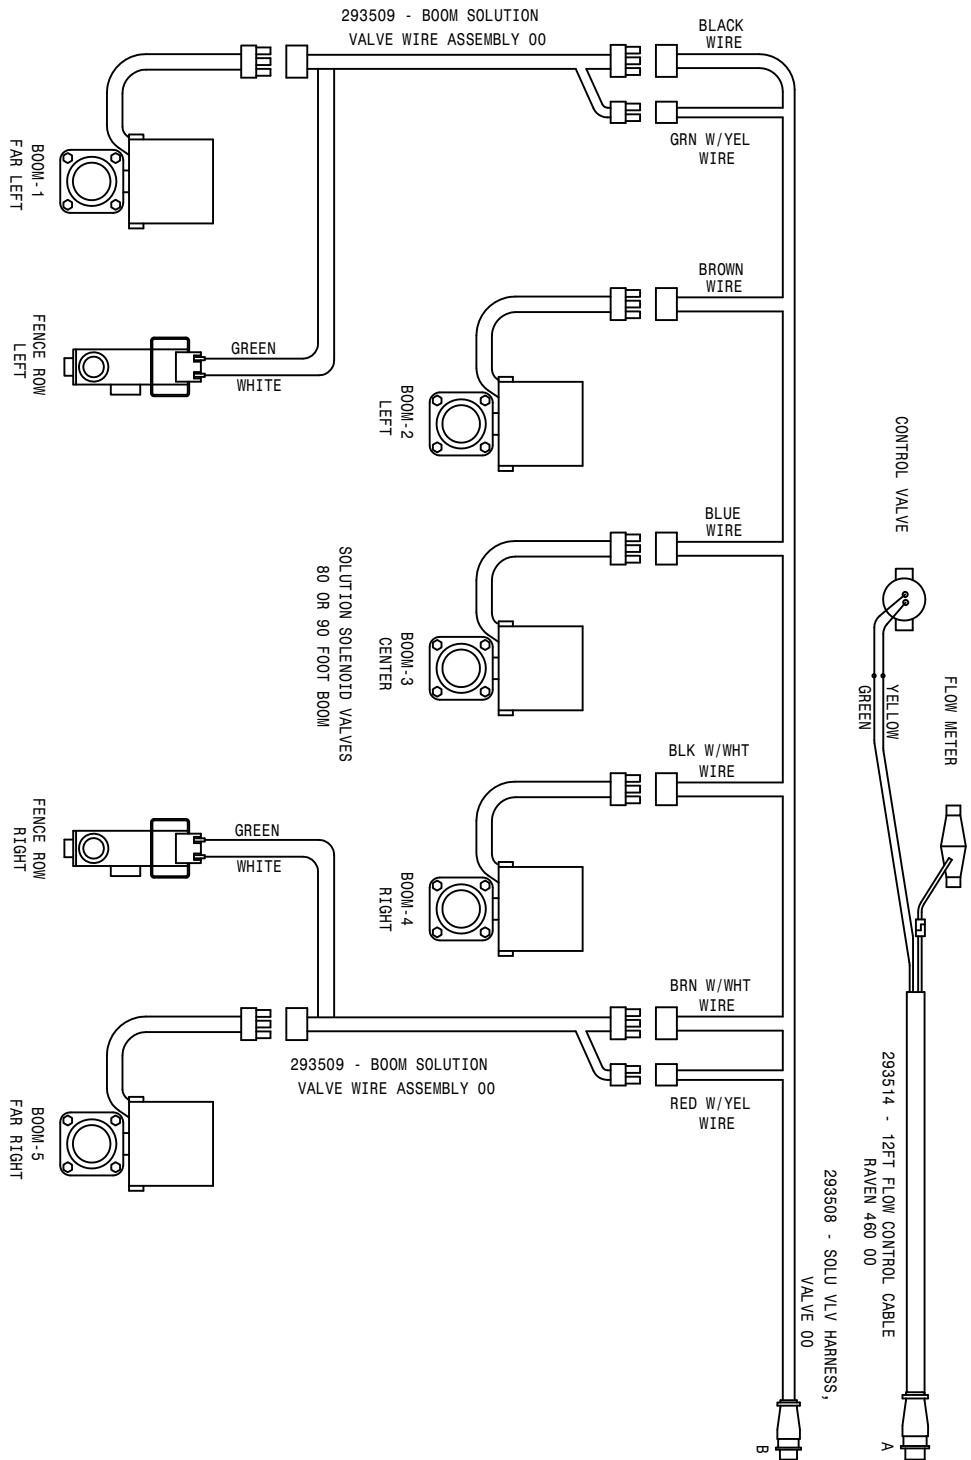 293509 - BOOM SOLUTION
VALVE WIRE ASSEMBLY 00
BLACK
WIRE
GRN W/YEL
WIRE
BOOM-1
FAR LEFT
BROWN
WIRE
FENCE ROW
LEFT
GREEN
WHITE
BOOM-2
LEFT
CONTROL VALVE
BLUE
WIRE
SOLUTION SOLENOID VALVES
80 OR 90 FOOT BOOM
BOOM-3
CENTER
YELLOW
GREEN
FLOW METER
BLK W/WHT
WIRE
FENCE ROW
RIGHT
GREEN
WHITE
BOOM-4
RIGHT
BRN W/WHT
WIRE
293509 - BOOM SOLUTION
VALVE WIRE ASSEMBLY 00
RED W/YEL
WIRE
BOOM-5
FAR RIGHT
293514 - 12FT FLOW CONTROL CABLE
RAVEN 460 00
293508 - SOLU VLV HARNESS,
VALVE 00
A
B